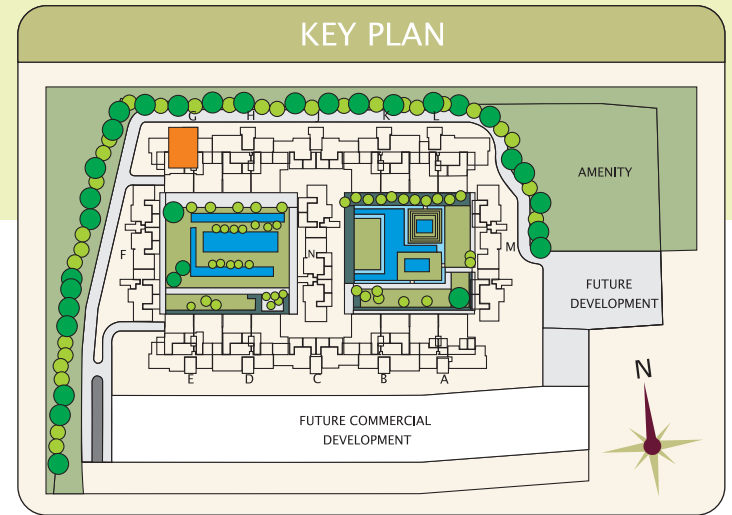 KEY PLAN
G
H
I
K
L
AMENITY
F
N
M
FUTURE
DEVELOPMENT
E
D
C
B
A
N
FUTURE COMMERCIAL
DEVELOPMENT